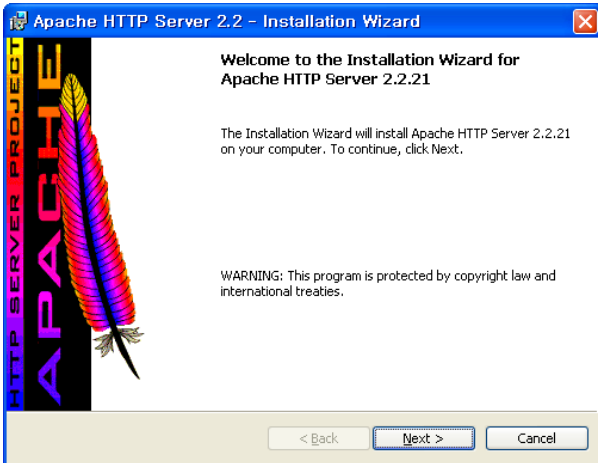 Apache HTTP Server 2.2 - Installation Wizard
HTTP SERVER PROJECT
APACHE
Welcome to the Installation Wizard for
Apache HTTP Server 2.2.21
The Installation Wizard will install Apache HTTP Server 2.2.21
on your computer. To continue, click Next.
WARNING: This program is protected by copyright law and
international treaties.
< Back
Next >
Cancel